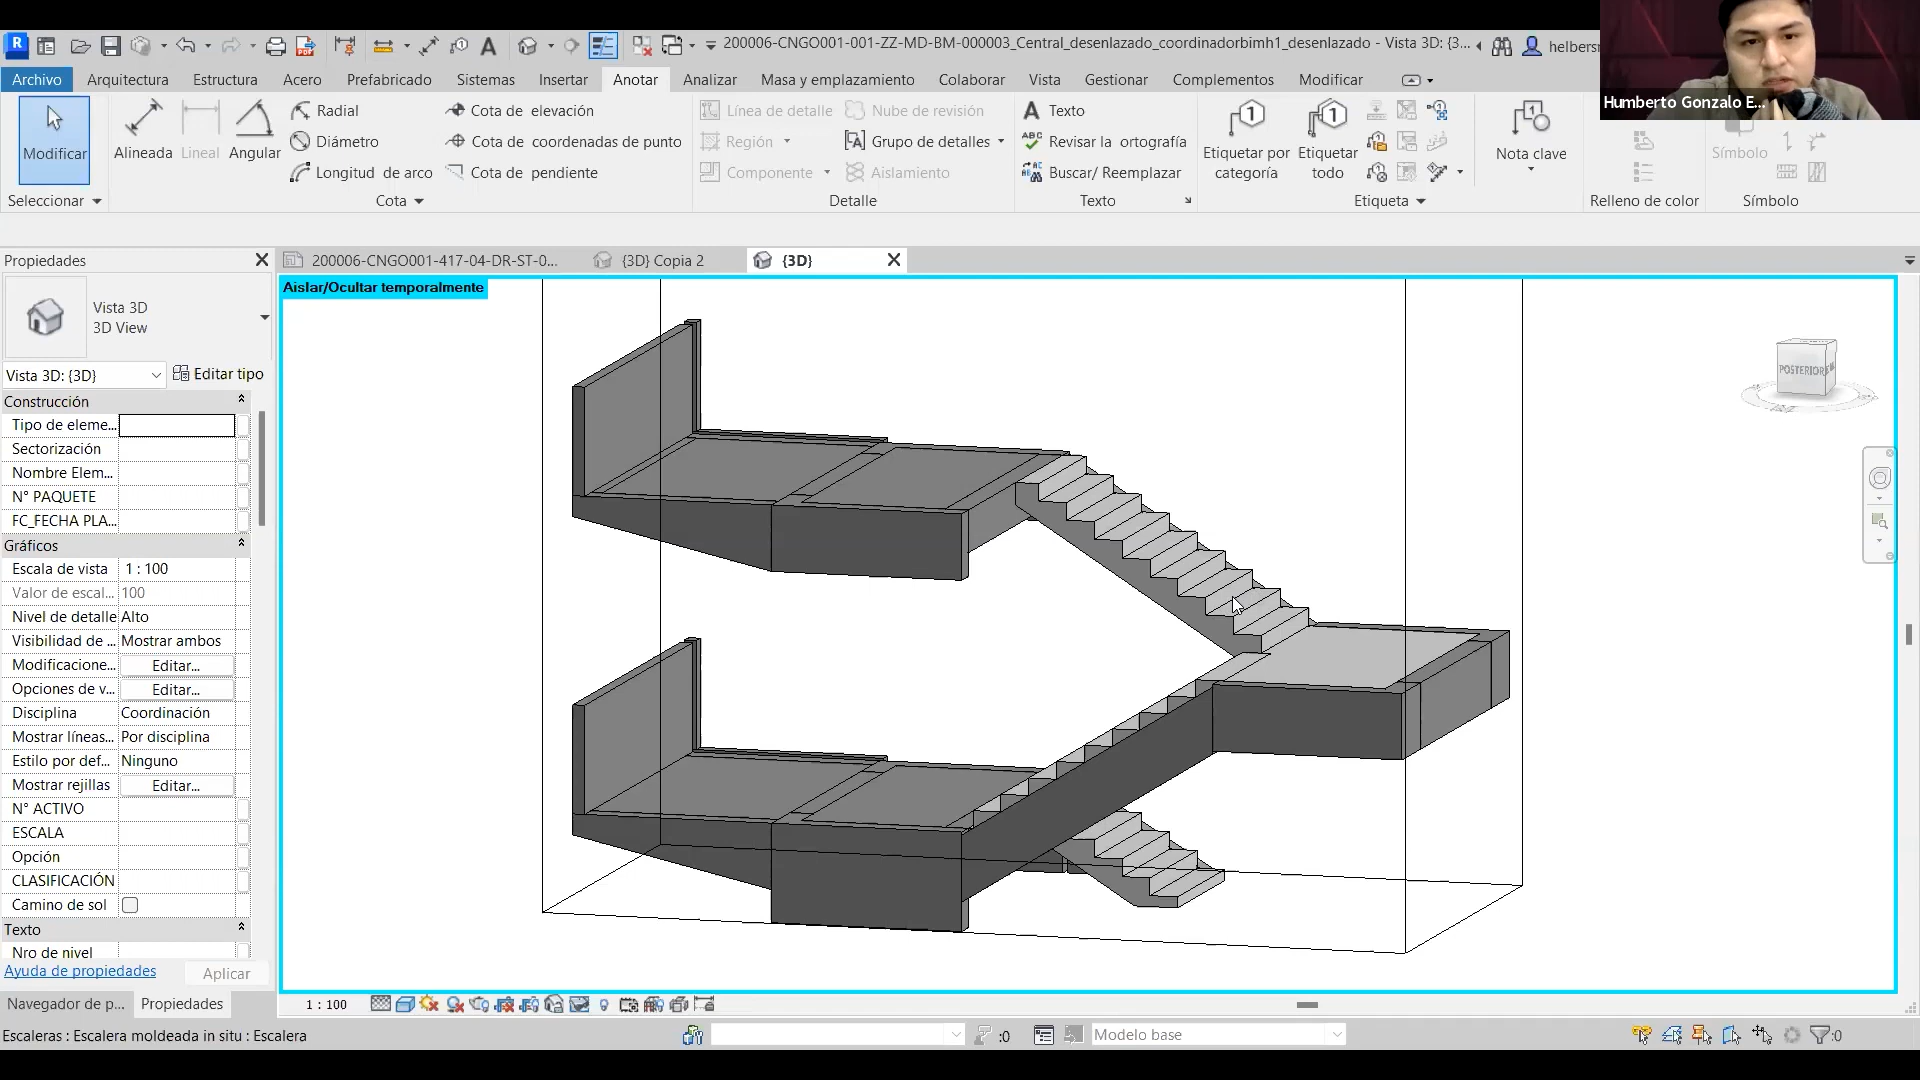 200006-CNGO001-001-ZZ-MD-BM-000003_Central_desenlazado_coordinadorbimh1_desenlazado - Vista 3D: {3...
helbersr
Humberto Gonzalo E...
Archivo Arquitectura Estructura Acero Prefabricado Sistemas Insertar Anotar Analizar Masa y emplazamiento Colaborar Vista Gestionar Complementos Modificar
Modificar
Seleccionar
Alineada
Lineal
Angular
Radial
Diámetro
Longitud de arco
Cota de elevación
Cota de coordenadas de punto
Cota de pendiente
Cota
Línea de detalle
Región
Componente
Nube de revisión
Grupo de detalles
Aislamiento
Detalle
Texto
Revisar la ortografía
Buscar/ Reemplazar
Texto
Etiquetar por categoría
Etiquetar todo
Etiqueta
Nota clave
Relleno de color
Símbolo
Símbolo
Propiedades
200006-CNGO001-417-04-DR-ST-0...
{3D} Copia 2
{3D}
Vista 3D
3D View
Vista 3D: {3D}
Editar tipo
Construcción
Tipo de eleme...
Sectorización
Nombre Elem...
N° PAQUETE
FC_FECHA PLA...
Gráficos
Escala de vista 1 : 100
Valor de escal... 100
Nivel de detalle Alto
Visibilidad de ... Mostrar ambos
Modificacione... Editar...
Opciones de v... Editar...
Disciplina Coordinación
Mostrar líneas... Por disciplina
Estilo por def... Ninguno
Mostrar rejillas Editar...
N° ACTIVO
ESCALA
Opción
CLASIFICACIÓN
Camino de sol
Texto
Nro de nivel
Ayuda de propiedades
Aplicar
Navegador de p...
Propiedades
Aislar/Ocultar temporalmente
POSTERIOR
1 : 100
Escaleras : Escalera moldeada in situ : Escalera
:0
Modelo base
:0